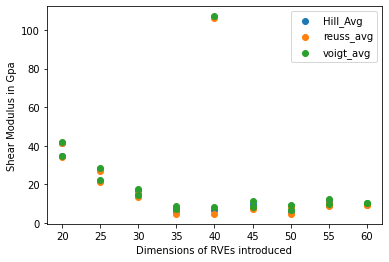 Hill_Avg
reuss_avg
voigt_avg
Shear Modulus in Gpa
100
80
60
40
20
0
20 25 30 35 40 45 50 55 60
Dimensions of RVEs introduced